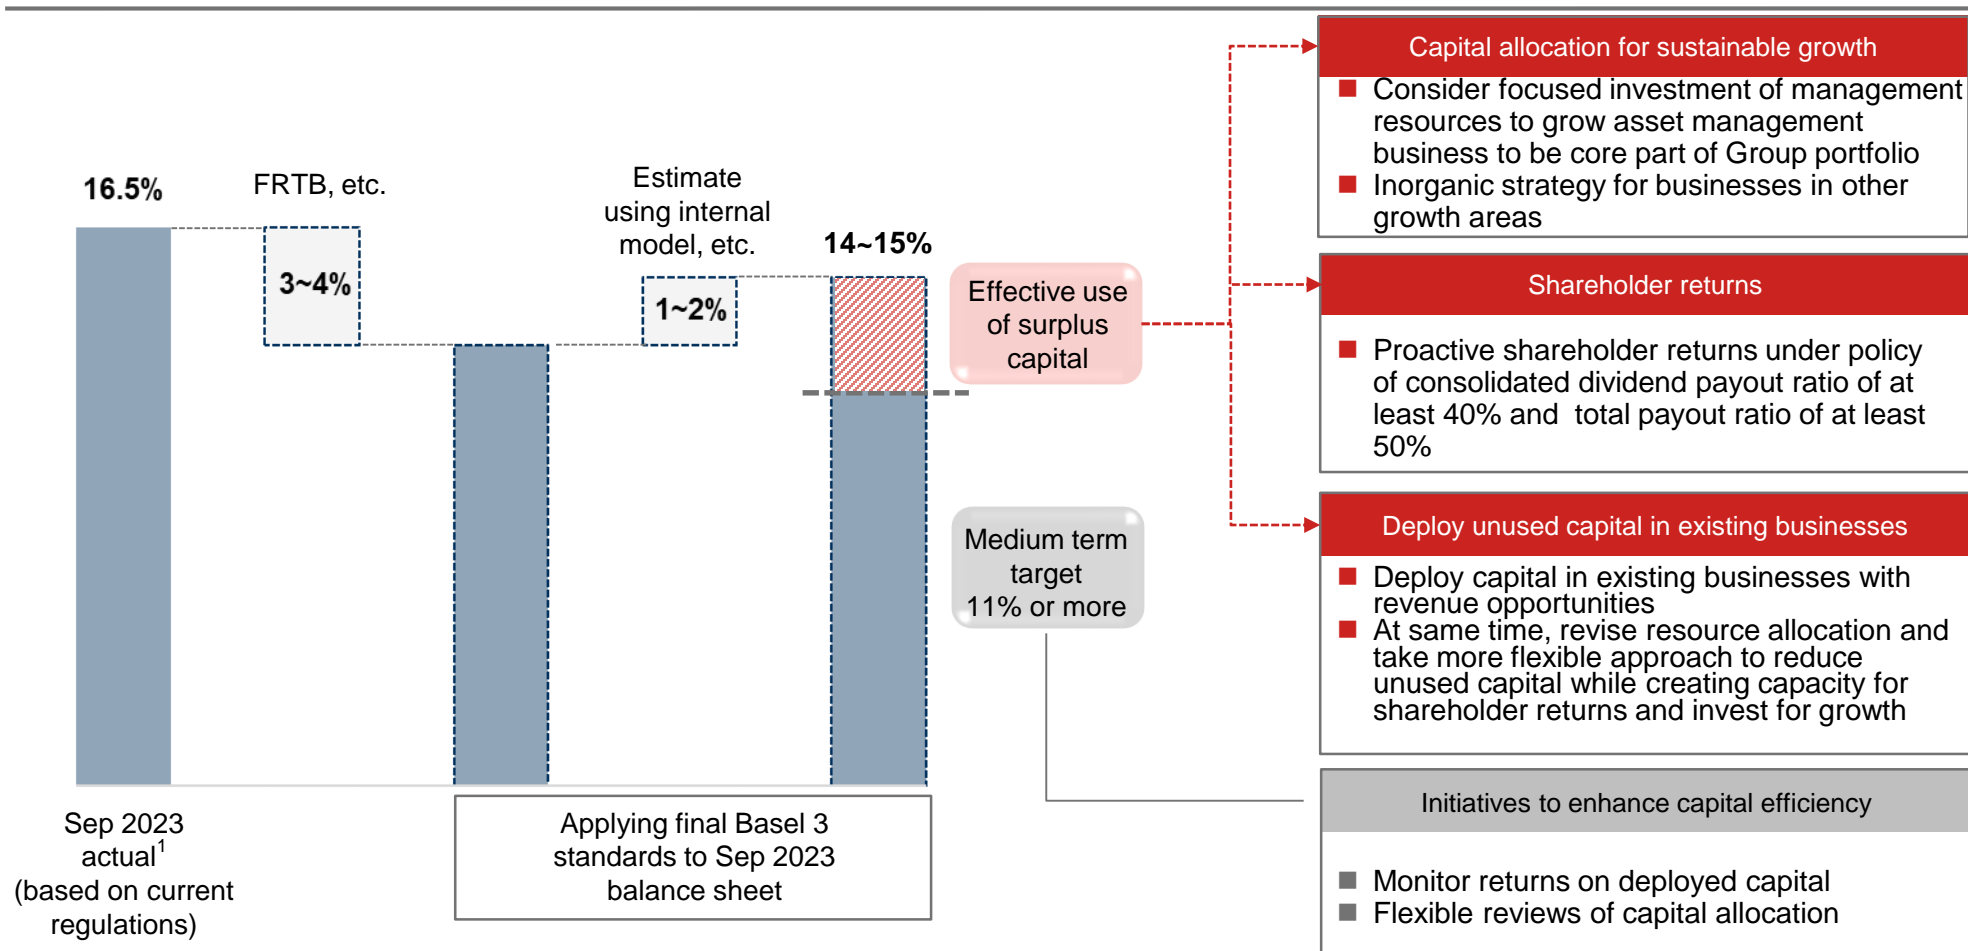 16.5%
FRTB, etc.
3~4%
Estimate
using internal
model, etc.
1~2%
14~15%
Sep 2023
actual1
(based on current
regulations)
Applying final Basel 3
standards to Sep 2023
balance sheet
Effective use
of surplus
capital
Medium term
target
11% or more
Capital allocation for sustainable growth
Consider focused investment of management
resources to grow asset management
business to be core part of Group portfolio
Inorganic strategy for businesses in other
growth areas
Shareholder returns
Proactive shareholder returns under policy
of consolidated dividend payout ratio of at
least 40% and total payout ratio of at least
50%
Deploy unused capital in existing businesses
Deploy capital in existing businesses with
revenue opportunities
At same time, revise resource allocation and
take more flexible approach to reduce
unused capital while creating capacity for
shareholder returns and invest for growth
Initiatives to enhance capital efficiency
Monitor returns on deployed capital
Flexible reviews of capital allocation